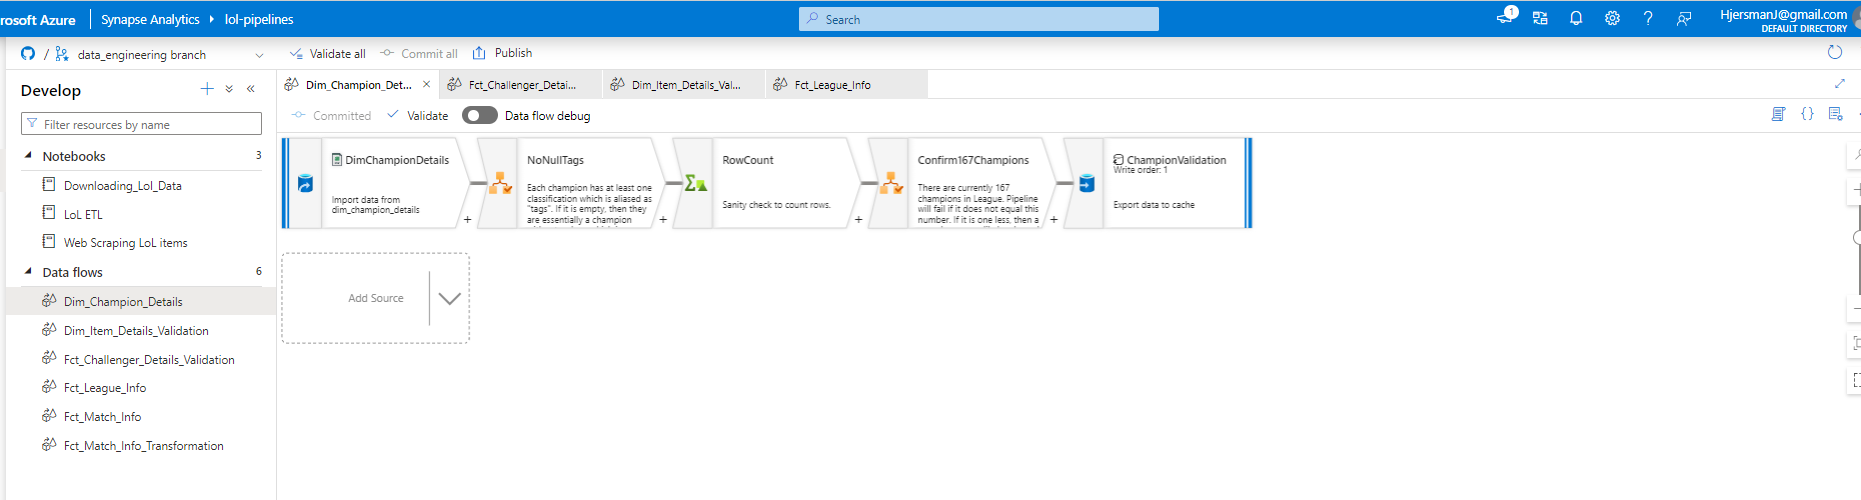 rosoft Azure
Synapse Analytics
lol-pipelines
Search
1
HjersmanJ@gmail.com
DEFAULT DIRECTORY
/
data_engineering branch
Validate all
Commit all
Publish
Develop
Filter resources by name
Notebooks 3
Downloading_Lol_Data
LoL ETL
Web Scraping LoL items
Data flows 6
Dim_Champion_Details
Dim_Item_Details_Validation
Fct_Challenger_Details_Validation
Fct_League_Info
Fct_Match_Info
Fct_Match_Info_Transformation
Dim_Champion_Det...
Fct_Challenger_Detai...
Dim_Item_Details_Val...
Fct_League_Info
Committed
Validate
Data flow debug
DimChampionDetails
Import data from
dim_champion_details
NoNullTags
Each champion has at least one
classification which is aliased as
"tags". If it is empty, then they
are essentially a champion
RowCount
Sanity check to count rows.
Confirm167Champions
There are currently 167
champions in League. Pipeline
will fail if it does not equal this
number. If it is one less, then a
ChampionValidation
Write order: 1
Export data to cache
Add Source